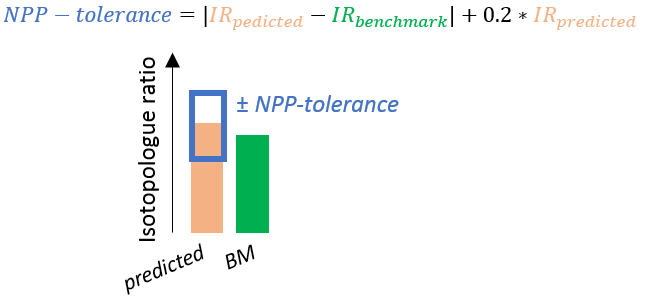 NPP − tolerance = |IRpedicted − IRbenchmark| + 0.2 * IRpredicted
± NPP-tolerance
Isotopologue ratio
predicted
BM